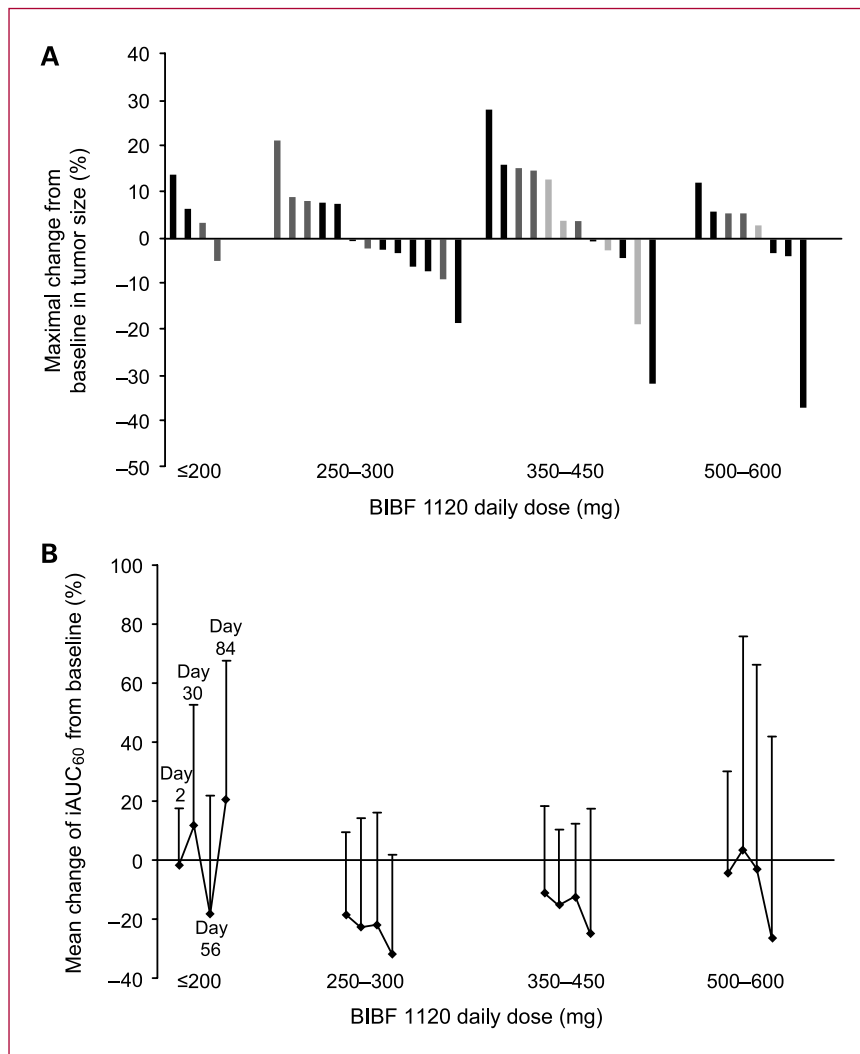 A
Maximal change from
baseline in tumor size (%)
40
30
20
10
0
–10
–20
–30
–40
–50
≤200
250–300
350–450
500–600
BIBF 1120 daily dose (mg)
B
Mean change of iAUC60 from baseline (%)
100
80
60
40
20
0
–20
–40
Day
2
Day
30
Day
56
Day
84
≤200
250–300
350–450
500–600
BIBF 1120 daily dose (mg)